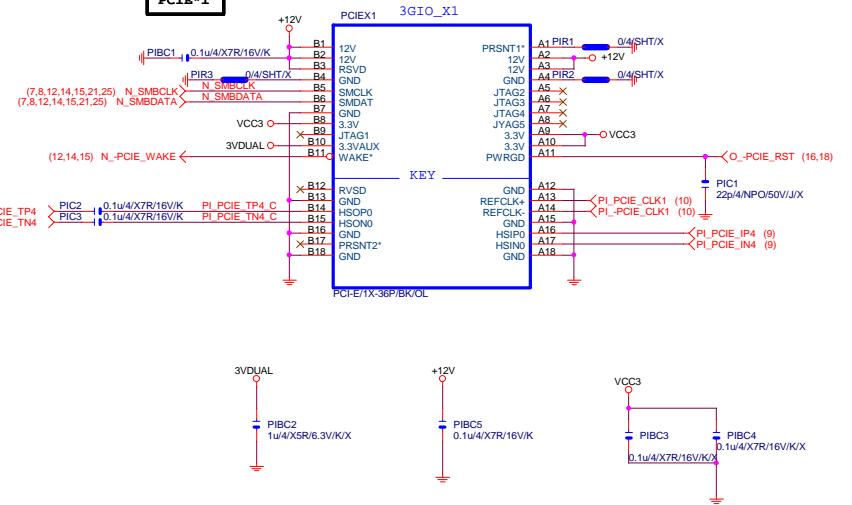 PCIE*1
+12V
PCIEX1
3GIO_X1
PIBC1
0.1u/4/X7R/16V/K
PIR3
0/4/SHT/X
(7,8,12,14,15,21,25) N_SMBCLK
N_SMBCLK
(7,8,12,14,15,21,25) N_SMBDATA
N_SMBDATA
VCC3
3VDUAL
(12,14,15) N_-PCIE_WAKE
PCIE_TP4
PIC2
0.1u/4/X7R/16V/K
PI_PCIE_TP4_C
PCIE_TN4
PIC3
0.1u/4/X7R/16V/K
PI_PCIE_TN4_C
B1 12V
B2 12V
B3 RSVD
B4 GND
B5 SMCLK
B6 SMDAT
B7 GND
B8 3.3V
B9 JTAG1
B10 3.3VAUX
B11 WAKE*
KEY
B12 RVSD
B13 GND
B14 HSOP0
B15 HSON0
B16 GND
B17 PRSNT2*
B18 GND
PRSNT1* A1
12V A2
12V A3
GND A4
JTAG2 A5
JTAG3 A6
JTAG4 A7
JYAG5 A8
3.3V A9
3.3V A10
PWRGD A11
GND A12
REFCLK+ A13
REFCLK- A14
GND A15
HSIP0 A16
HSIN0 A17
GND A18
PIR1
0/4/SHT/X
+12V
PIR2
0/4/SHT/X
VCC3
O_-PCIE_RST (16,18)
PIC1
22p/4/NPO/50V/J/X
PI_PCIE_CLK1 (10)
PI_-PCIE_CLK1 (10)
PI_PCIE_IP4 (9)
PI_PCIE_IN4 (9)
PCI-E/1X-36P/BK/OL
3VDUAL
PIBC2
1u/4/X5R/6.3V/K/X
+12V
PIBC5
0.1u/4/X7R/16V/K
VCC3
PIBC3
0.1u/4/X7R/16V/K/X
PIBC4
0.1u/4/X7R/16V/K/X